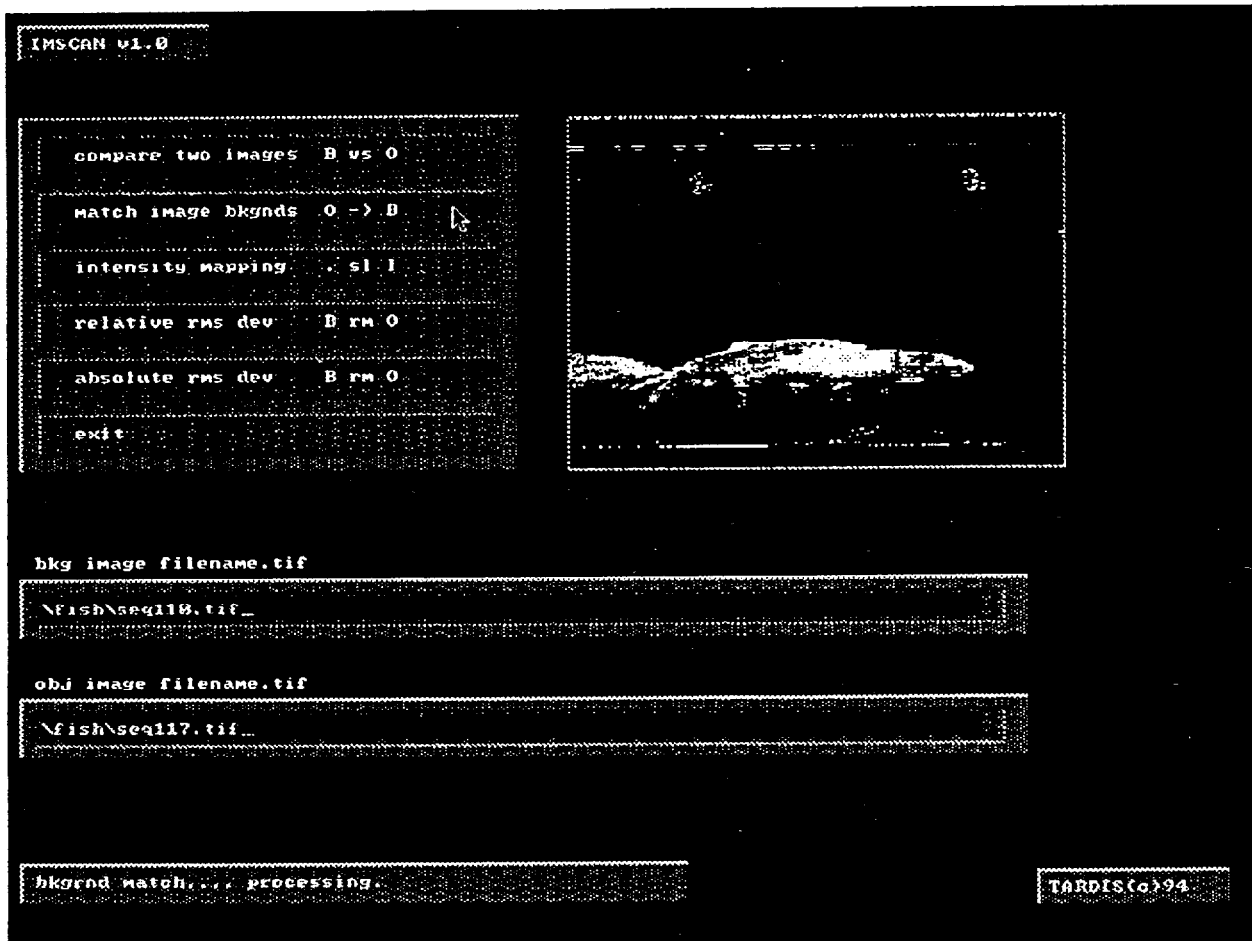 IMSCAN v1.0
compare two images B vs O
match image bkgnds O -> B
intensity mapping . sl I
relative rms dev B rm O
absolute rms dev B rm O
exit
bkg image filename.tif
\fish\seq118.tif_
obj image filename.tif
\fish\seq117.tif_
bkgrnd match.... processing.
TARDIS(c)94